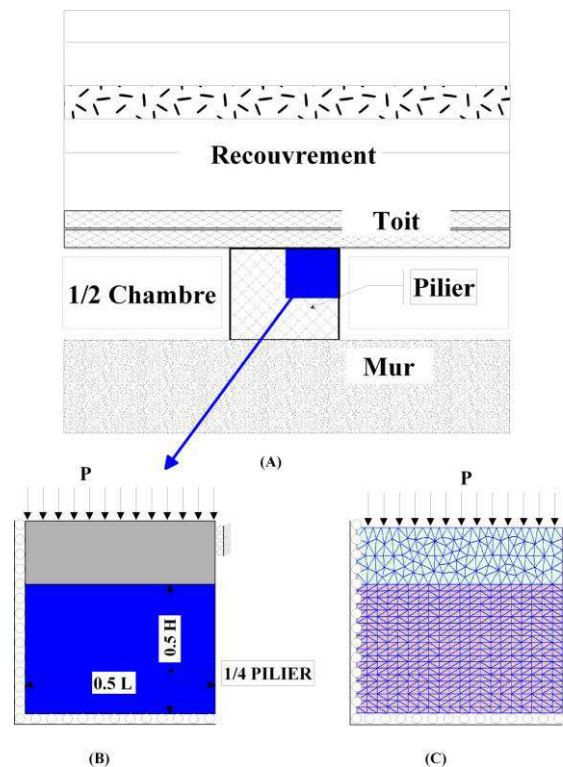 Recouvrement
Toit
1/2 Chambre
Pilier
Mur
(A)
P
P
0.5 H
0.5 L
1/4 PILIER
(B)
(C)